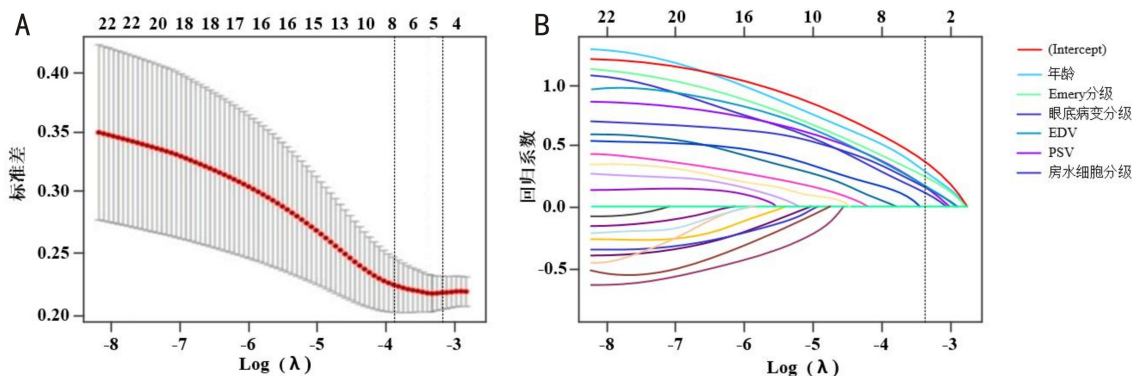 A
22 22 20 18 18 17 16 16 15 13 10 8 6 5 4
标准差
0.40
0.35
0.30
0.25
0.20
-8 -7 -6 -5 -4 -3
Log (λ)
B
22 20 16 10 8 2
回归系数
1.0
0.5
0.0
-0.5
-8 -7 -6 -5 -4 -3
Log (λ)
(Intercept)
年龄
Emery分级
眼底病变分级
EDV
PSV
房水细胞分级